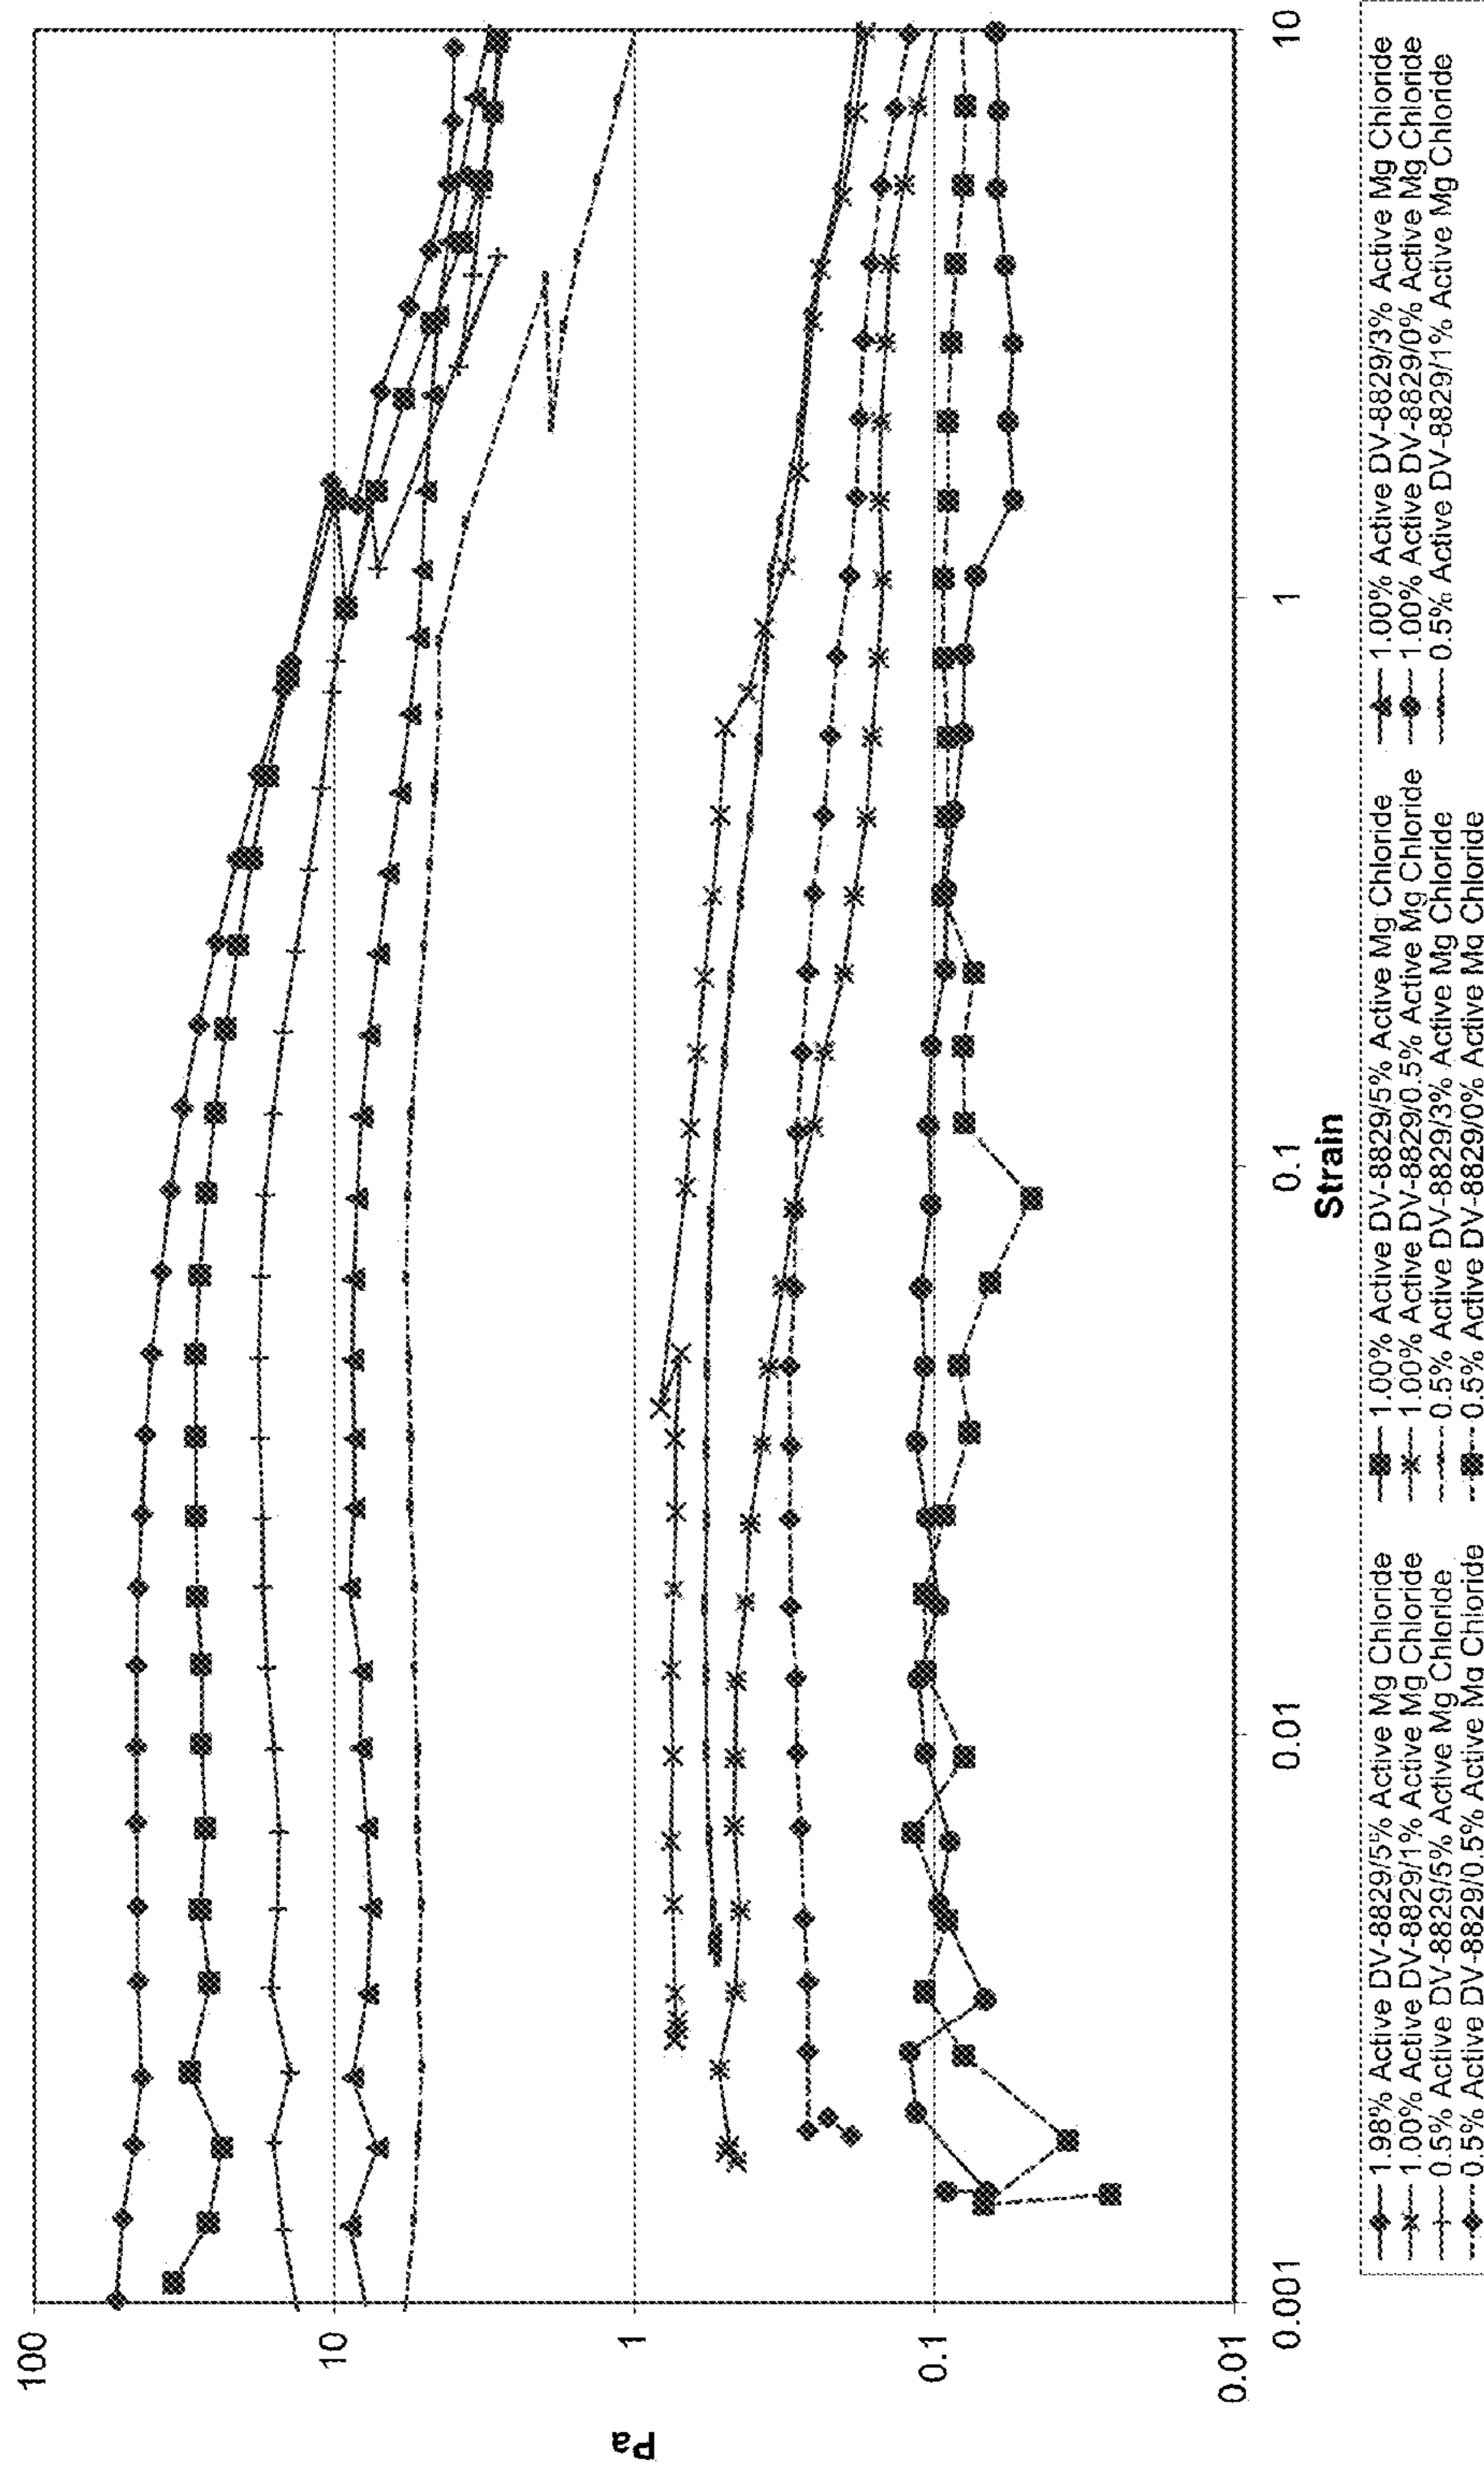 100
10
1
0.1
0.01
Pa
0.001
0.01
0.1
1
10
Strain
1.98% Active DV-8829/5% Active Mg Chloride
1.00% Active DV-8829/5% Active Mg Chloride
1.00% Active DV-8829/3% Active Mg Chloride
1.00% Active DV-8829/1% Active Mg Chloride
1.00% Active DV-8829/0.5% Active Mg Chloride
1.00% Active DV-8829/0% Active Mg Chloride
0.5% Active DV-8829/5% Active Mg Chloride
0.5% Active DV-8829/3% Active Mg Chloride
0.5% Active DV-8829/1% Active Mg Chloride
0.5% Active DV-8829/0.5% Active Mg Chloride
0.5% Active DV-8829/0% Active Mg Chloride